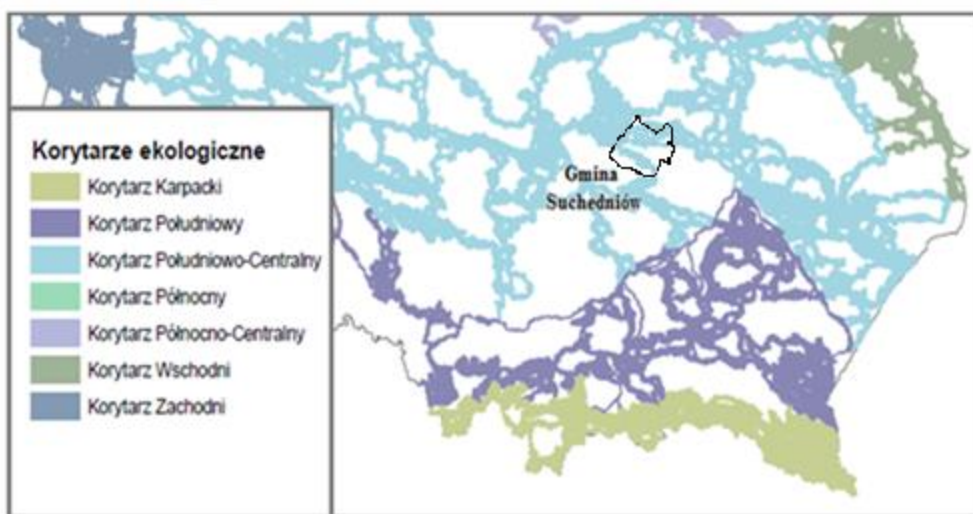 Korytarze ekologiczne
Korytarz Karpacki
Korytarz Południowy
Korytarz Południowo-Centralny
Korytarz Północny
Korytarz Północno-Centralny
Korytarz Wschodni
Korytarz Zachodni
Gmina
Suchedniów